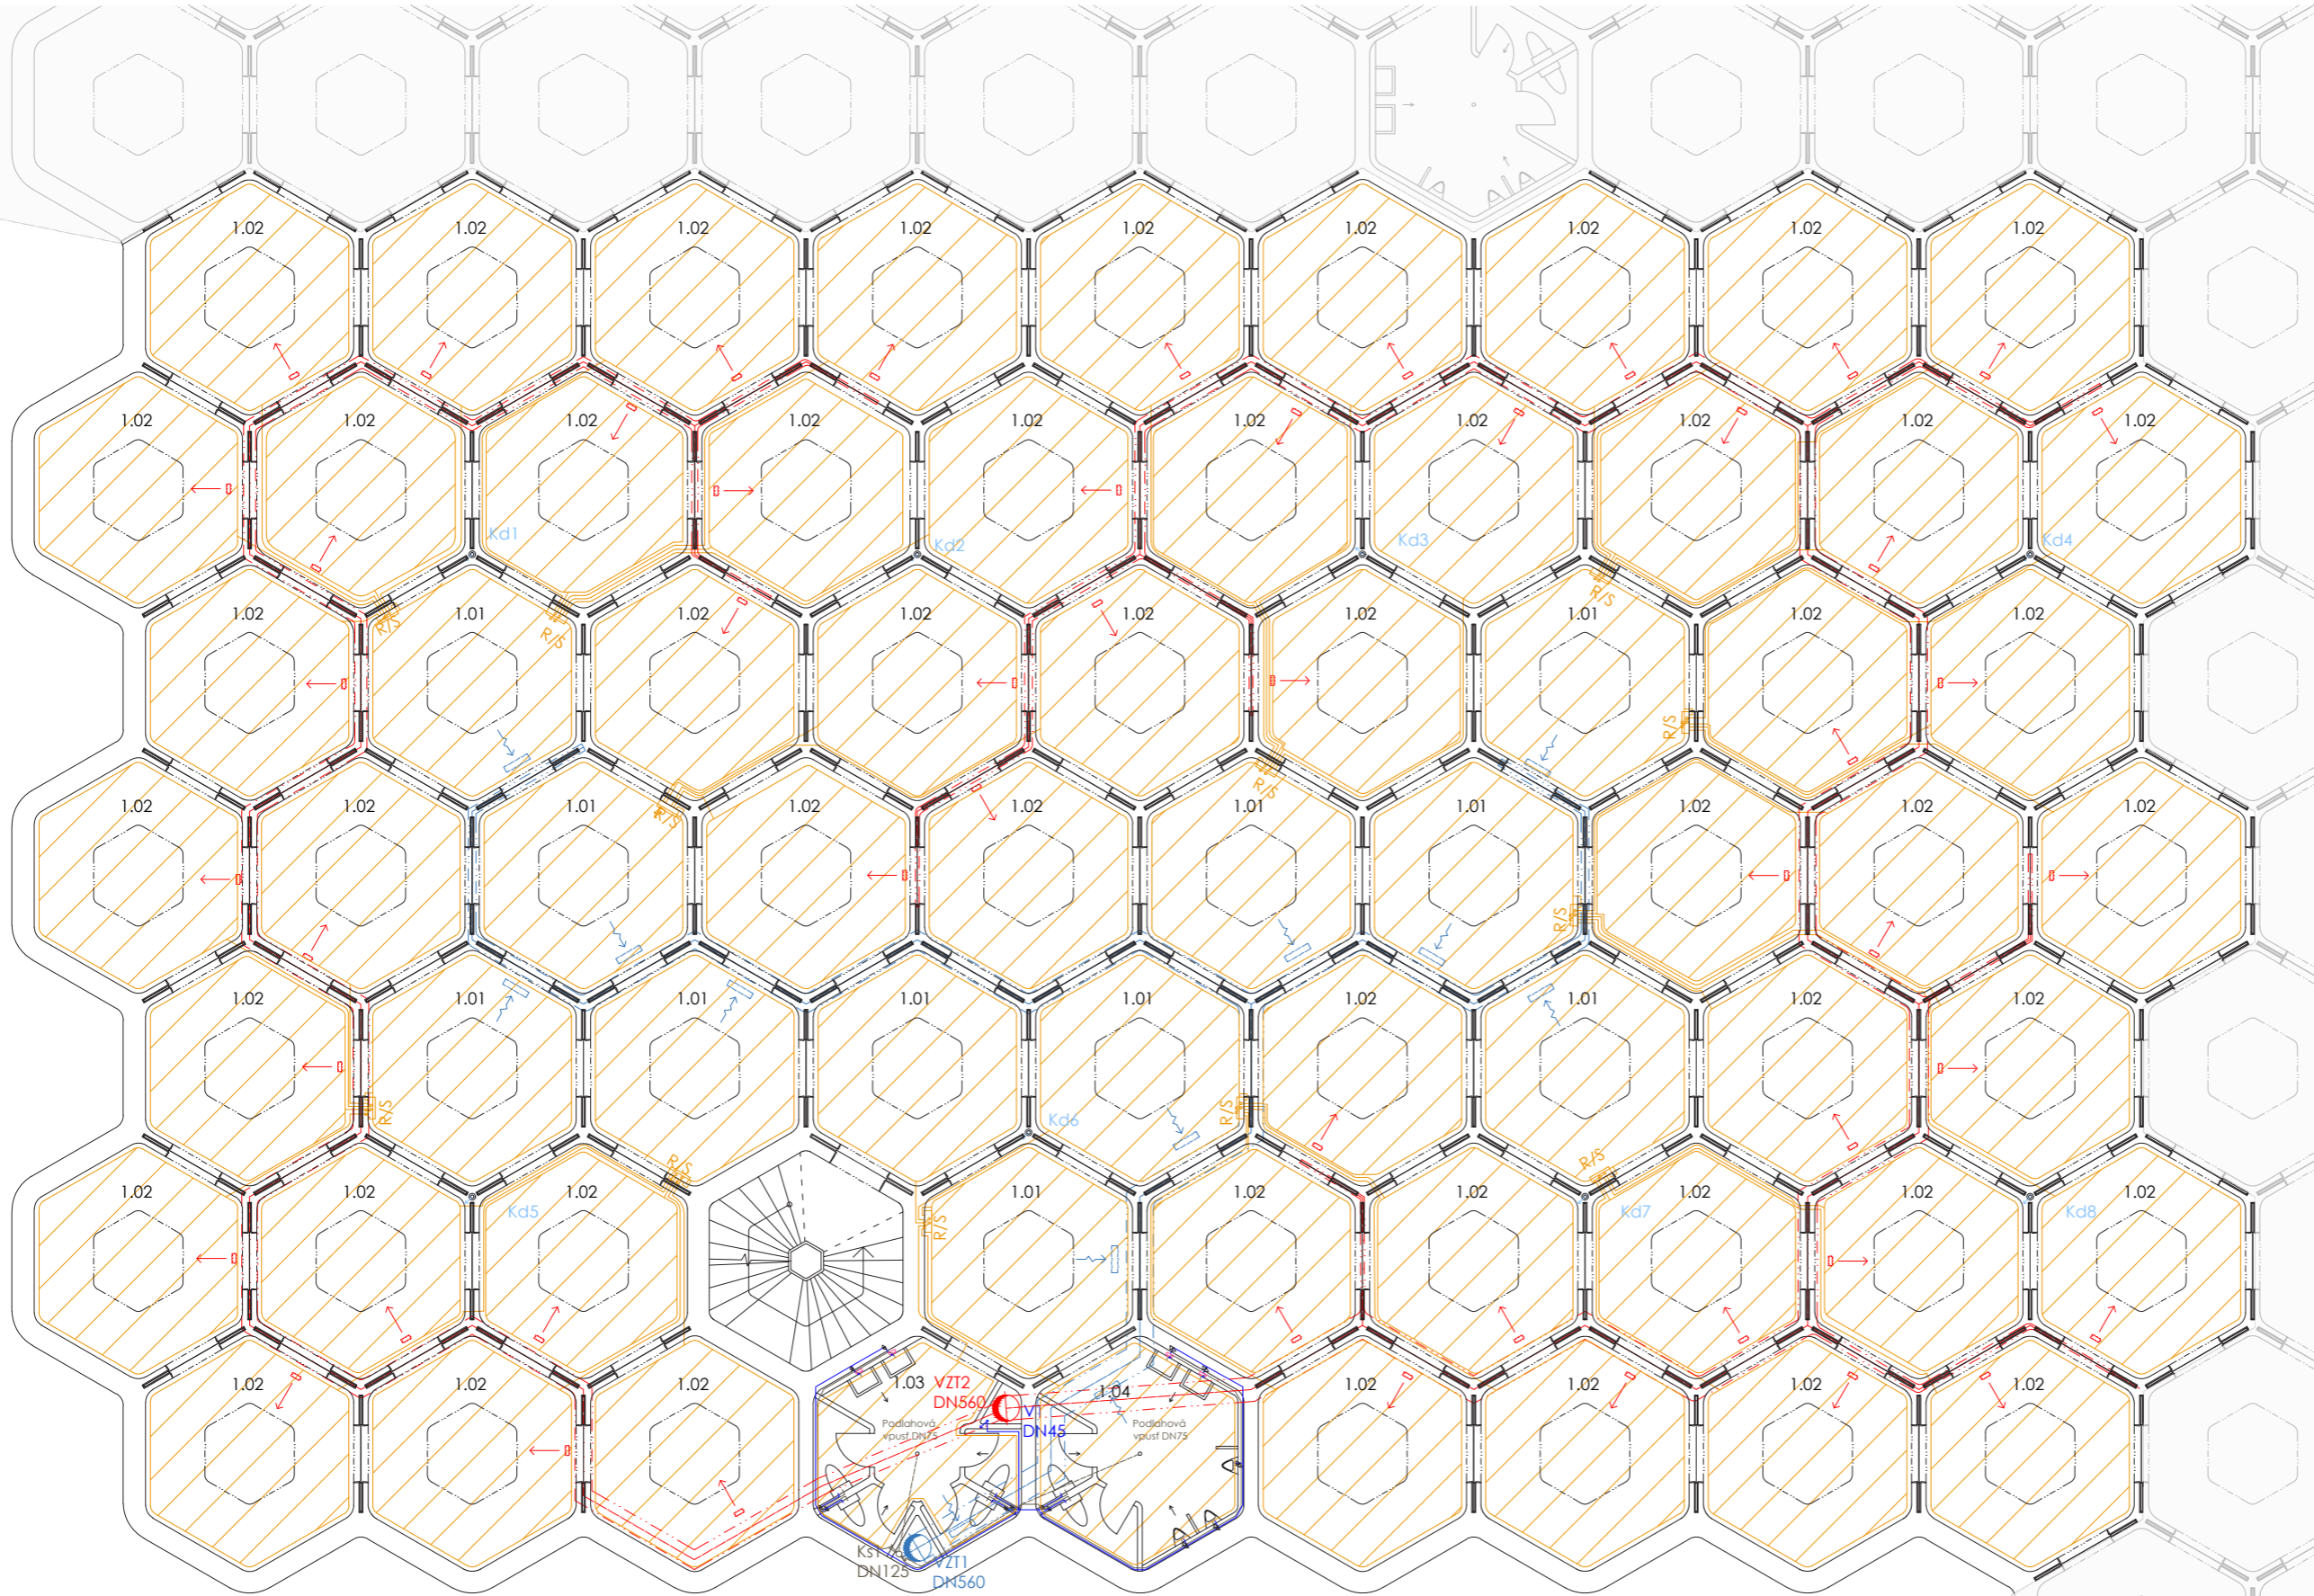 1.02 1.02 1.02 1.02 1.02 1.02 1.02 1.02 1.02
1.02 1.02 1.02 1.02 1.02 1.02 1.02 1.02 1.02 1.02
Kd1 Kd2 Kd3 Kd4
R/S
1.02 1.01 1.02 1.02 1.02 1.02 1.01 1.02 1.02
R/S R/S
R/S
R/S
1.02 1.02 1.01 1.02 1.02 1.01 1.01 1.02 1.02 1.02
R/S
R/S
1.02 1.01 1.01 1.01 1.01 1.02 1.01 1.02 1.02
R/S
R/S
Kd6
R/S
R/S
1.02 1.02 1.02 1.01 1.02 1.02 1.02 1.02 1.02
Kd5 Kd7 Kd8
R/S
1.02 1.02 1.02 1.03 VZT2 1.04 1.02 1.02 1.02 1.02
DN560
V1
DN45
Podlahová
vpusť DN75
Podlahová
vpusť DN75
DN125
VZT1
DN560